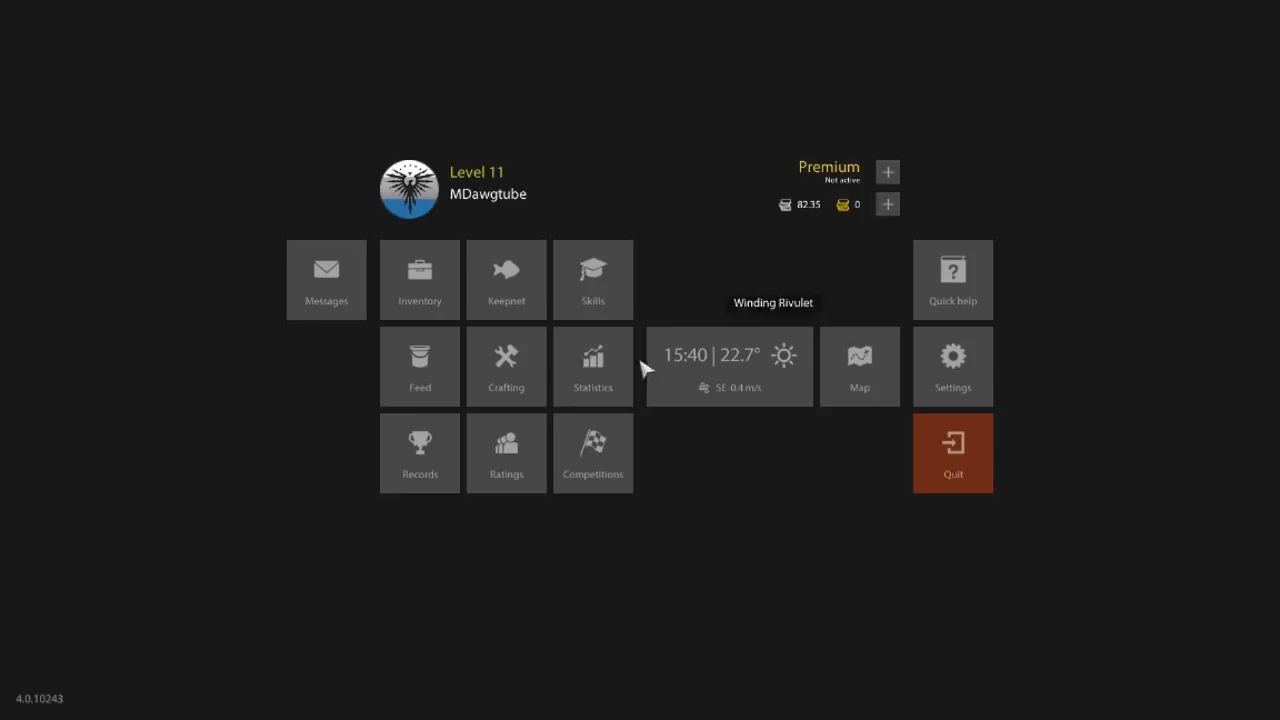 Level 11
MDawgtube
Premium
Not active
82.35 0
Messages
Inventory
Keepnet
Skills
Winding Rivulet
Quick help
Feed
Crafting
Statistics
15:40 | 22.7°
SE 0.4 m/s
Map
Settings
Records
Ratings
Competitions
Quit
4.0.10243